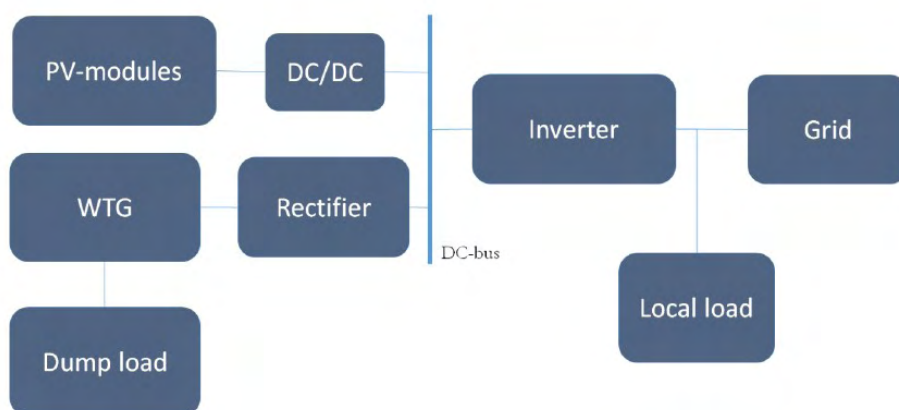 PV-modules
DC/DC
Inverter
Grid
WTG
Rectifier
DC-bus
Local load
Dump load